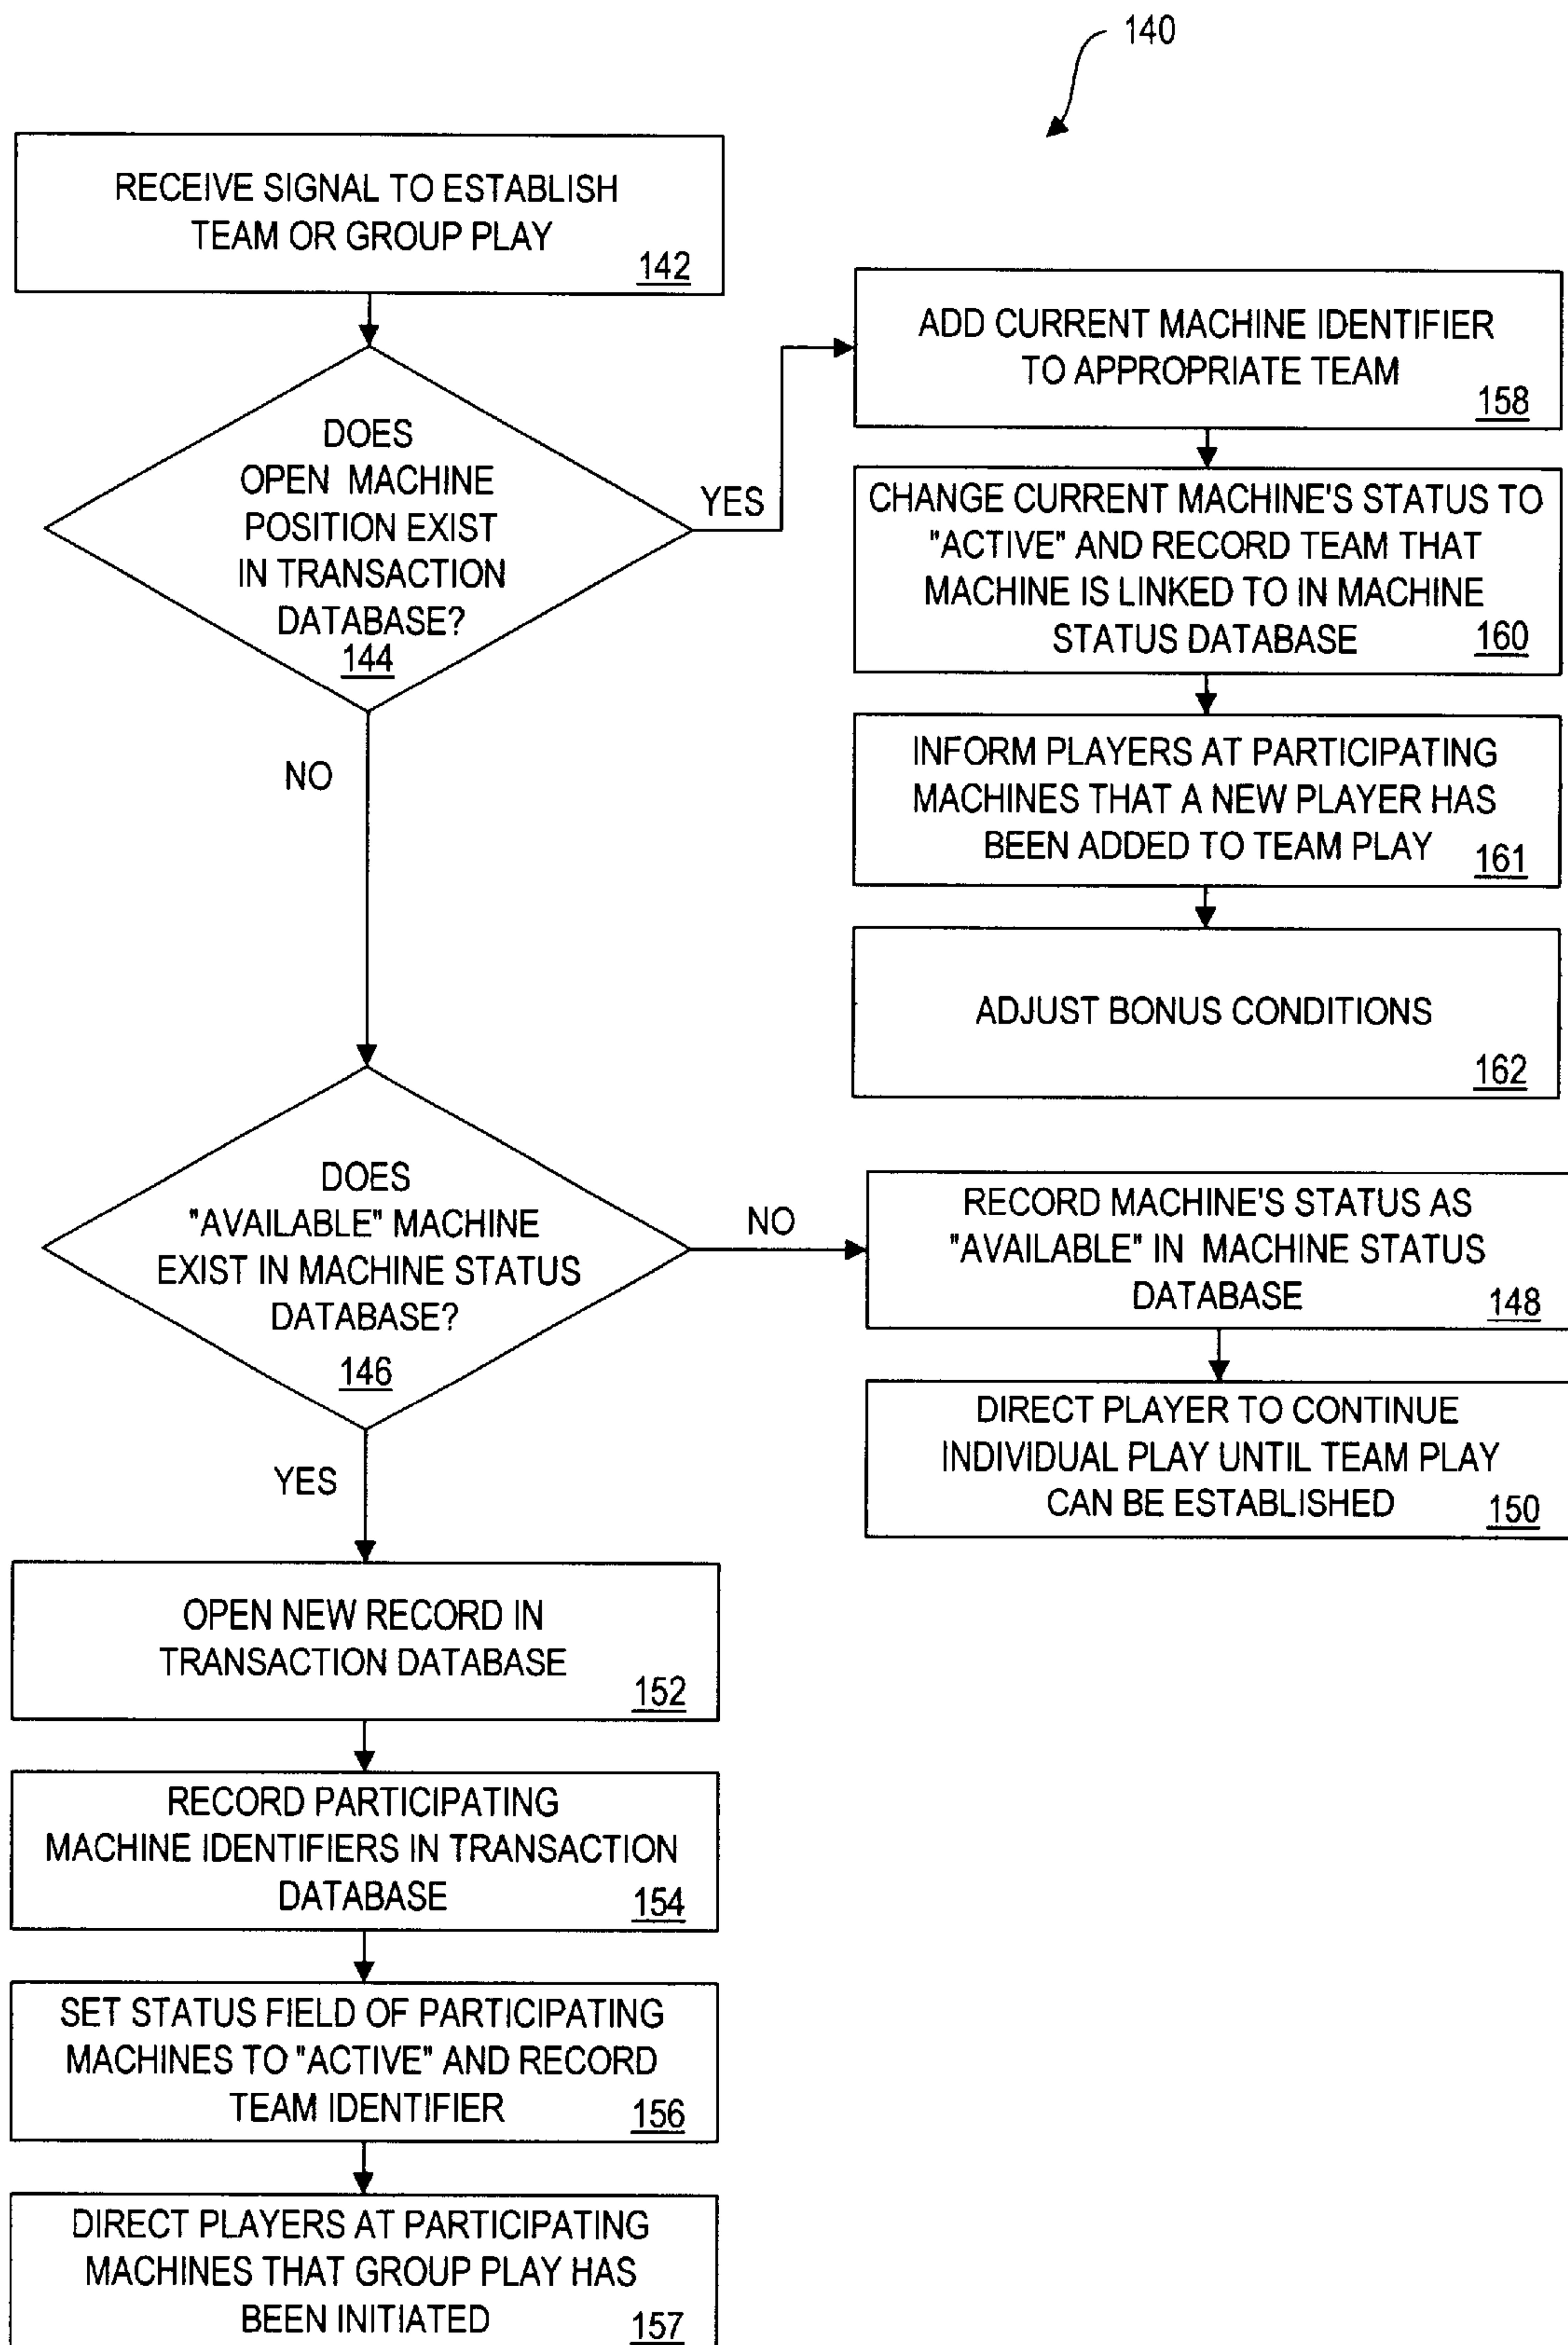 140
RECEIVE SIGNAL TO ESTABLISH
TEAM OR GROUP PLAY
142
DOES
OPEN MACHINE
POSITION EXIST
IN TRANSACTION
DATABASE?
144
YES
NO
ADD CURRENT MACHINE IDENTIFIER
TO APPROPRIATE TEAM
158
CHANGE CURRENT MACHINE'S STATUS TO
"ACTIVE" AND RECORD TEAM THAT
MACHINE IS LINKED TO IN MACHINE
STATUS DATABASE 160
INFORM PLAYERS AT PARTICIPATING
MACHINES THAT A NEW PLAYER HAS
BEEN ADDED TO TEAM PLAY 161
ADJUST BONUS CONDITIONS
162
DOES
"AVAILABLE" MACHINE
EXIST IN MACHINE STATUS
DATABASE?
146
NO
YES
RECORD MACHINE'S STATUS AS
"AVAILABLE" IN MACHINE STATUS
DATABASE 148
DIRECT PLAYER TO CONTINUE
INDIVIDUAL PLAY UNTIL TEAM PLAY
CAN BE ESTABLISHED 150
OPEN NEW RECORD IN
TRANSACTION DATABASE
152
RECORD PARTICIPATING
MACHINE IDENTIFIERS IN TRANSACTION
DATABASE 154
SET STATUS FIELD OF PARTICIPATING
MACHINES TO "ACTIVE" AND RECORD
TEAM IDENTIFIER 156
DIRECT PLAYERS AT PARTICIPATING
MACHINES THAT GROUP PLAY HAS
BEEN INITIATED 157